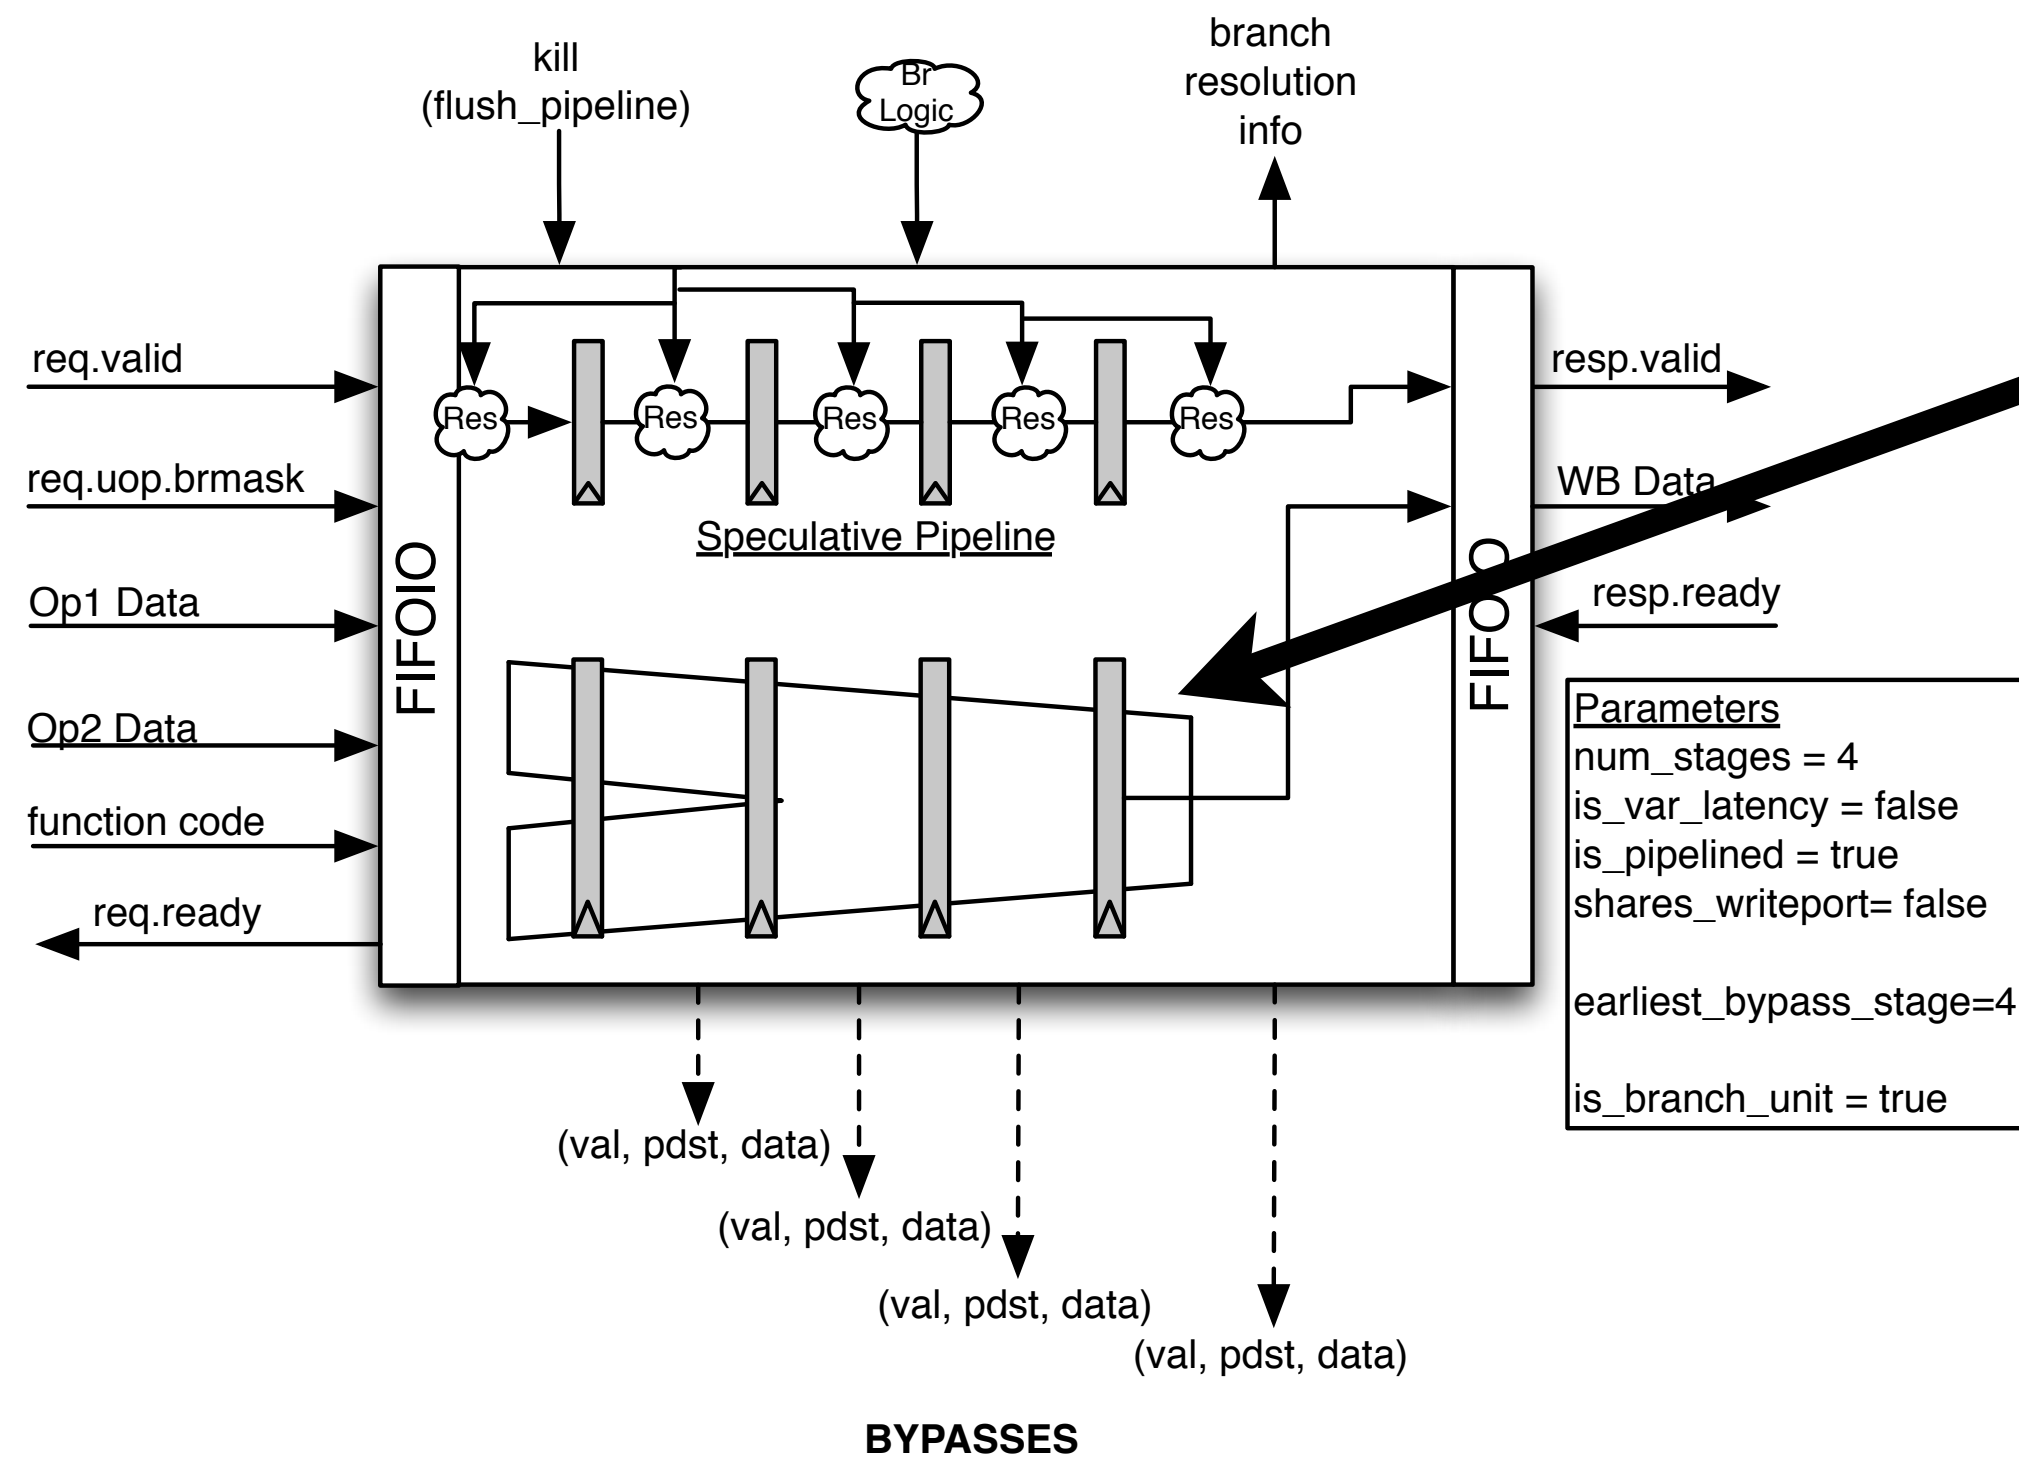 kill
(flush_pipeline)
Br
Logic
branch
resolution
info
req.valid
req.uop.brmask
Op1 Data
Op2 Data
function code
req.ready
FIFOIO
Res
Res
Res
Res
Res
Speculative Pipeline
FIFOIO
resp.valid
WB Data
resp.ready
Parameters
num_stages = 4
is_var_latency = false
is_pipelined = true
shares_writeport= false
earliest_bypass_stage=4
is_branch_unit = true
(val, pdst, data)
(val, pdst, data)
(val, pdst, data)
(val, pdst, data)
BYPASSES